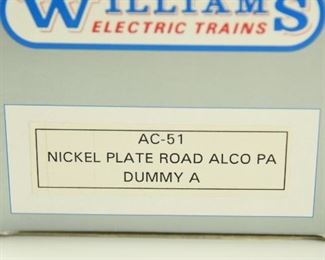 WILLIAMS
ELECTRIC TRAINS
AC-51
NICKEL PLATE ROAD ALCO PA
DUMMY A